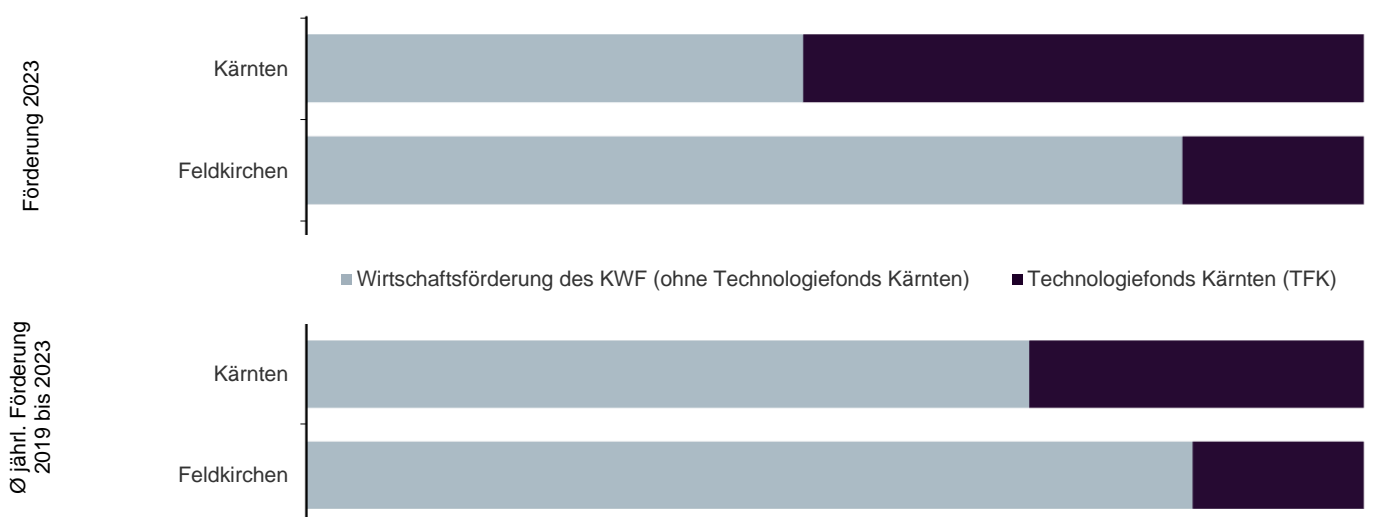 Förderung 2023
Kärnten
Feldkirchen
Wirtschaftsförderung des KWF (ohne Technologiefonds Kärnten)
Technologiefonds Kärnten (TFK)
Ø jährl. Förderung
2019 bis 2023
Kärnten
Feldkirchen